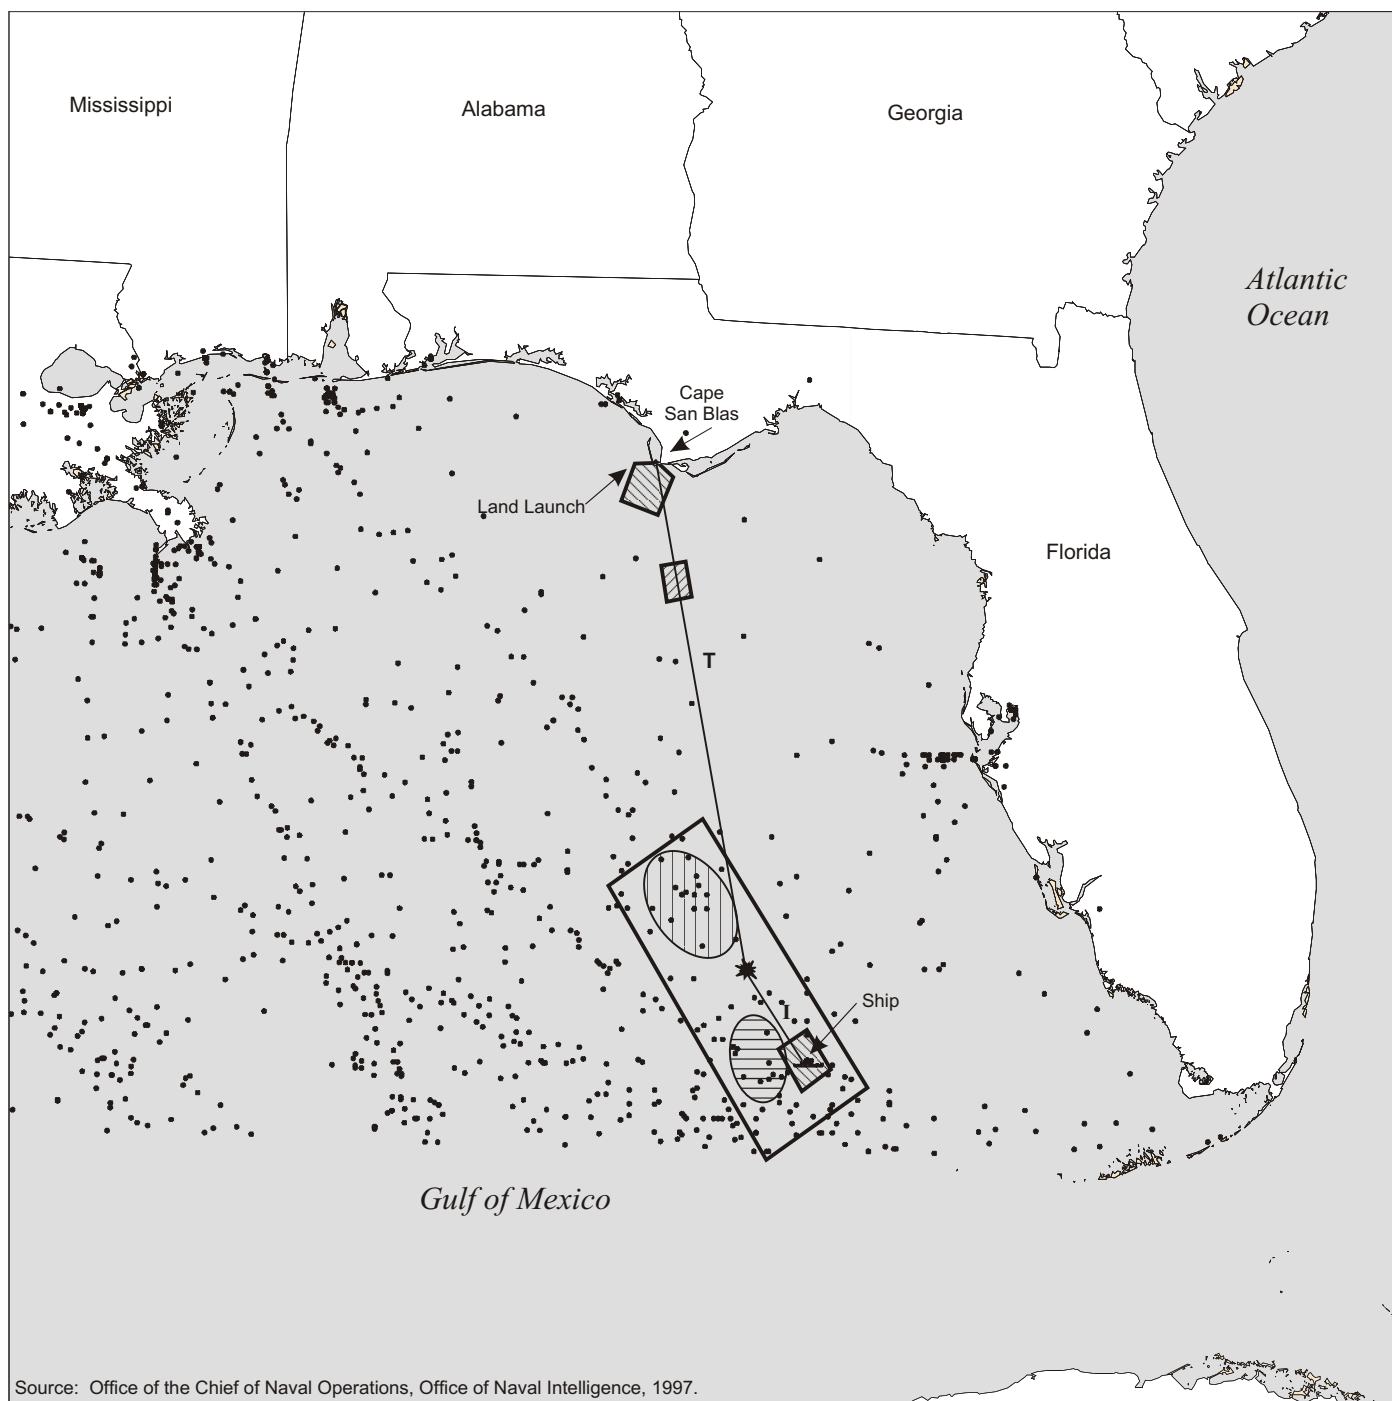 Mississippi
Alabama
Georgia
Atlantic
Ocean
Cape
San Blas
Land Launch
Florida
T
Ship
I
Gulf of Mexico
Source: Office of the Chief of Naval Operations, Office of Naval Intelligence, 1997.